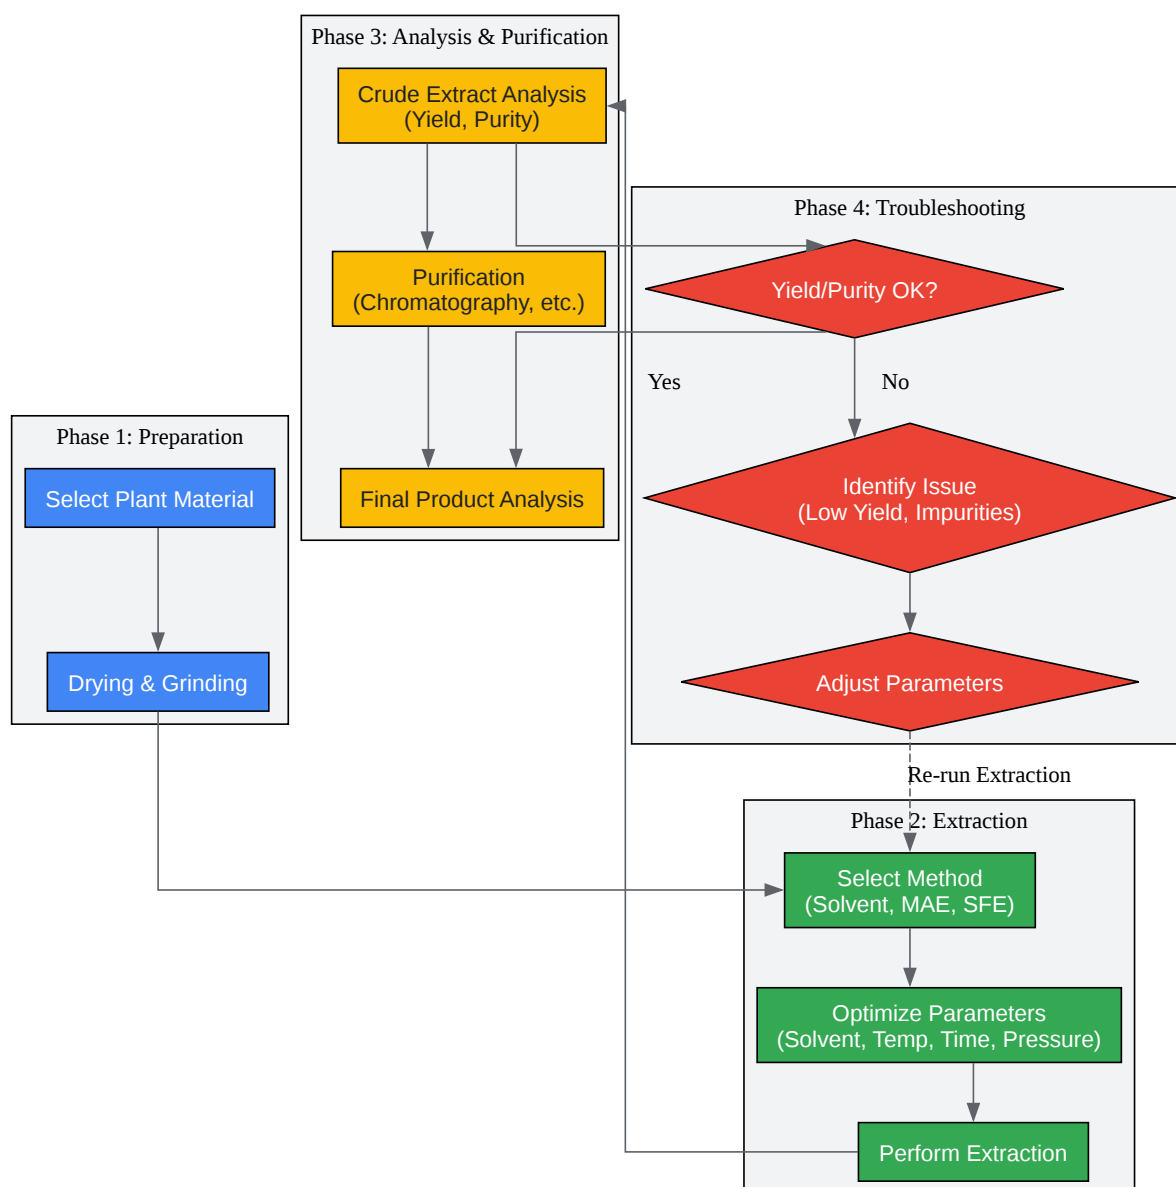 Phase 3: Analysis & Purification
Crude Extract Analysis
(Yield, Purity)
Purification
(Chromatography, etc.)
Final Product Analysis
Phase 4: Troubleshooting
Yield/Purity OK?
Yes
No
Identify Issue
(Low Yield, Impurities)
Adjust Parameters
Re-run Extraction
Phase 1: Preparation
Select Plant Material
Drying & Grinding
Phase 2: Extraction
Select Method
(Solvent, MAE, SFE)
Optimize Parameters
(Solvent, Temp, Time, Pressure)
Perform Extraction